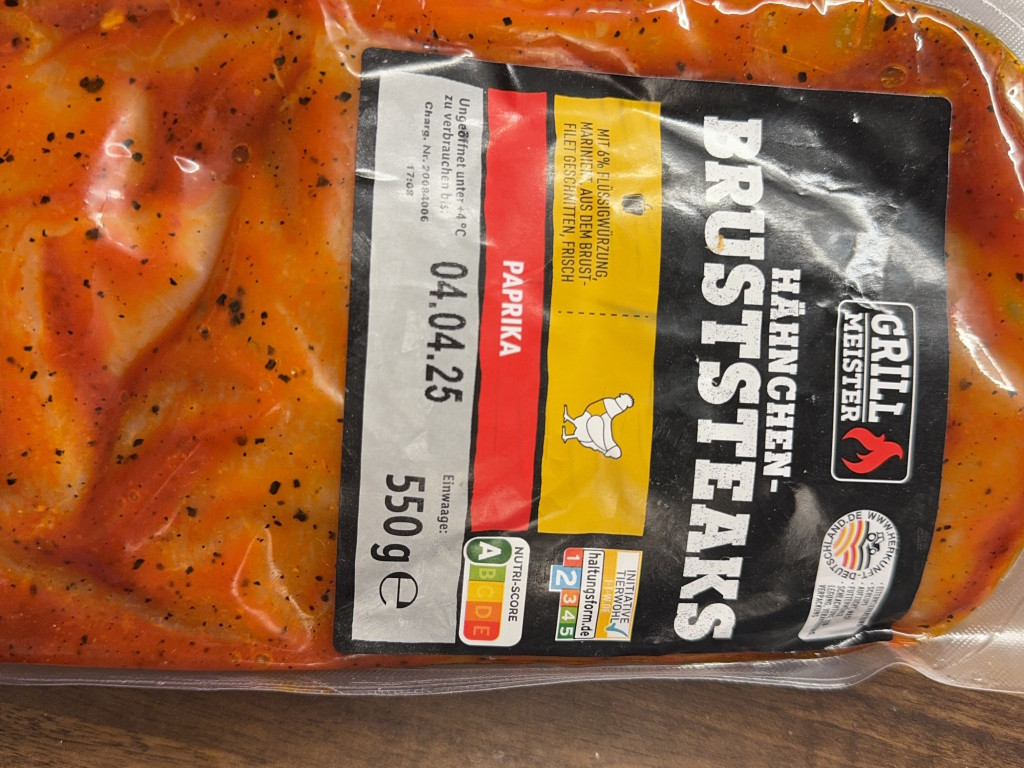 GRILL
MEISTER
WWW.HERKUNFT-DEUTSCHLAND.DE
HÄHNCHEN-
BRUSTSTEAKS
MIT 6% FLÜSSIGWÜRZUNG,
MARINIERT, AUS DEM BRUST-
FILET GESCHNITTEN, FRISCH
INITIATIVE
TIERWOHL
haltungsform.de
1 2 3 4 5
PAPRIKA
NUTRI-SCORE
A B C D E
Ungeöffnet unter +4°C
zu verbrauchen bis:
04.04.25
Charg. Nr. 20084006
17:08
Einwaage:
550 g e